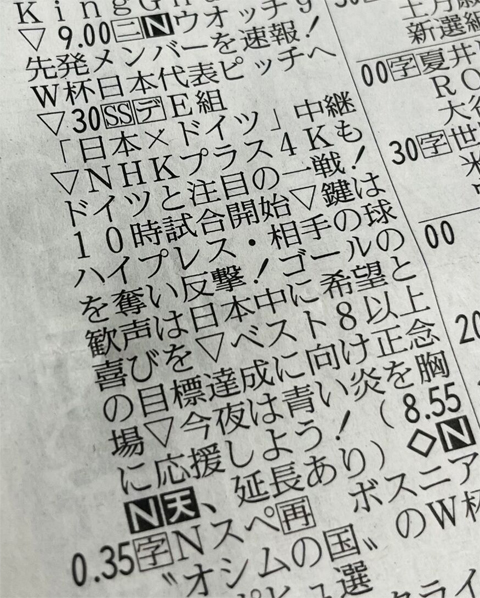 KingGn
▽9.00二Nウオッチ9
先発メンバーを速報！
W杯日本代表ピッチへ
▽30SSデE組
「日本×ドイツ」中継
▽NHKプラス4Kも
ドイツと注目の一戦！
10時試合開始▽鍵は
ハイプレス・相手の球
を奪い反撃！ゴールの
歓声は日本中に希望と
喜びを▽ベスト8以上
の目標達成に向け正念
場▽今夜は青い炎を胸
に応援しよう！（8.55
N天、延長あり）◇N
0.35字Nスペ再 ボスニア
〝オシムの国〟のW杯
新選組
00字夏井
RO
大谷
30字世
米
00
20